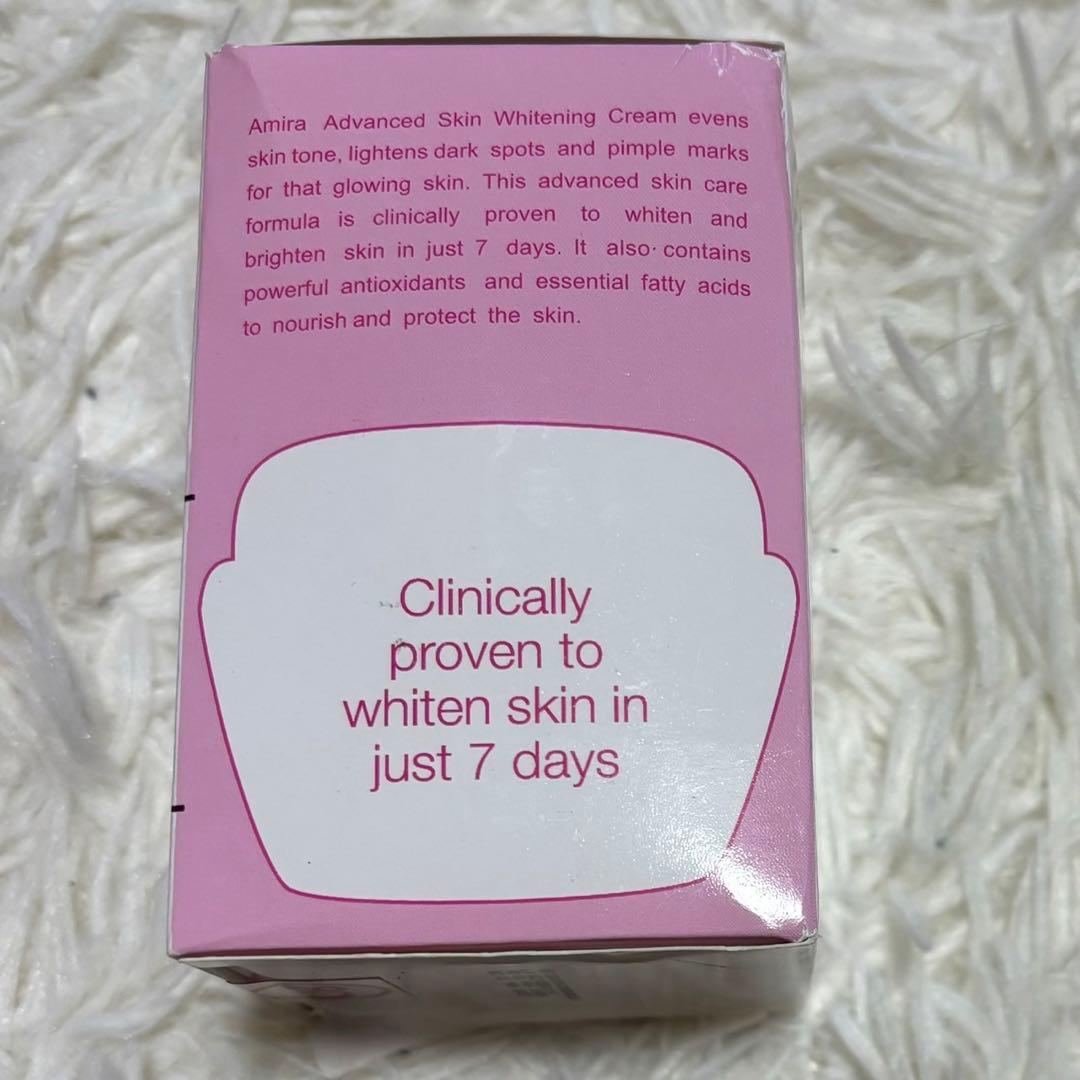 Amira Advanced Skin Whitening Cream evens
skin tone, lightens dark spots and pimple marks
for that glowing skin. This advanced skin care
formula is clinically proven to whiten and
brighten skin in just 7 days. It also contains
powerful antioxidants and essential fatty acids
to nourish and protect the skin.
Clinically
proven to
whiten skin in
just 7 days